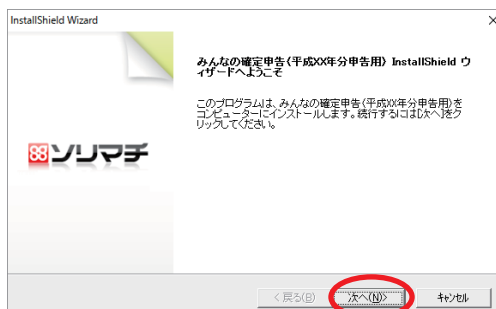 InstallShield Wizard
みんなの確定申告〈平成XX年分申告用〉 InstallShield ウ
ィザードへようこそ
このプログラムは、みんなの確定申告〈平成XX年分申告用〉を
コンピューターにインストールします。続行するには[次へ]をク
リックしてください。
ソリマチ
< 戻る(B)
次へ(N)>
キャンセル